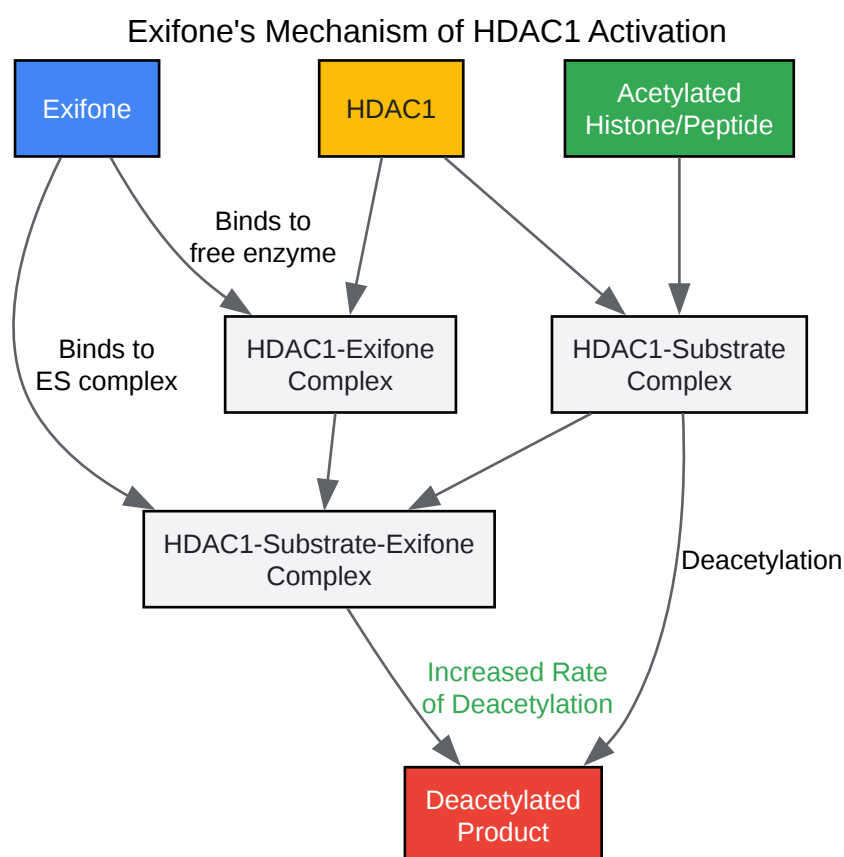 Exifone's Mechanism of HDAC1 Activation
Exifone
HDAC1
Acetylated
Histone/Peptide
Binds to
free enzyme
Binds to
ES complex
HDAC1-Exifone
Complex
HDAC1-Substrate
Complex
HDAC1-Substrate-Exifone
Complex
Deacetylation
Increased Rate
of Deacetylation
Deacetylated
Product